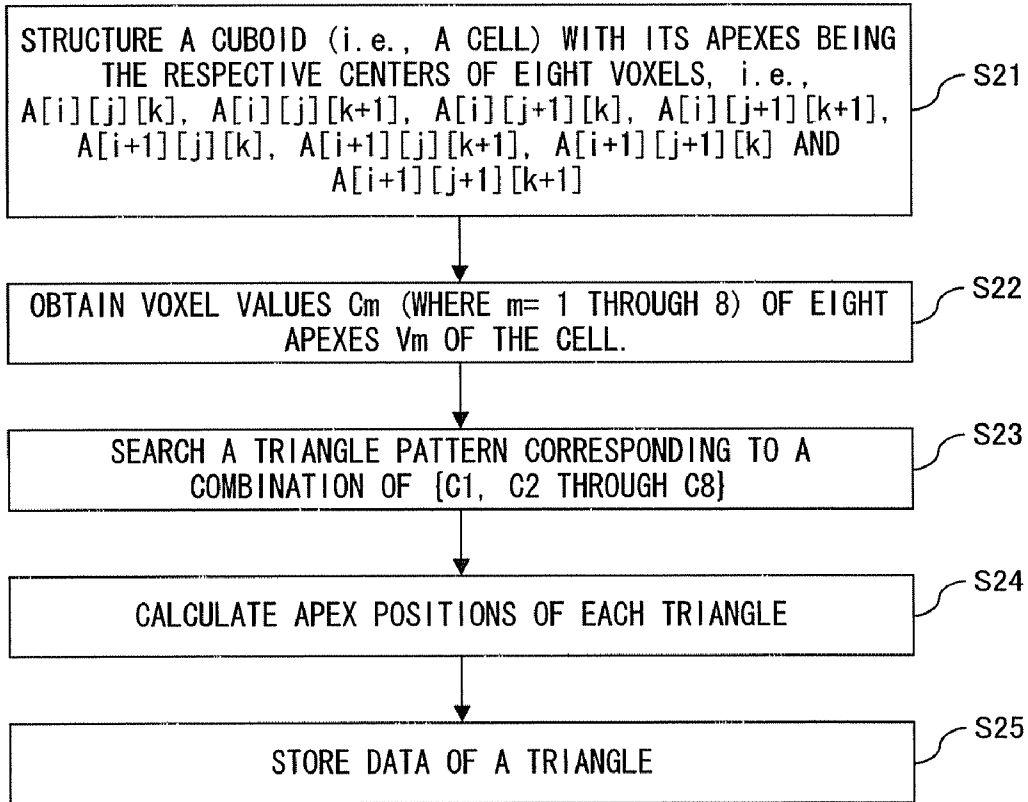 STRUCTURE A CUBOID (i.e., A CELL) WITH ITS APEXES BEING
THE RESPECTIVE CENTERS OF EIGHT VOXELS, i.e.,
A[i][j][k], A[i][j][k+1], A[i][j+1][k], A[i][j+1][k+1],
A[i+1][j][k], A[i+1][j][k+1], A[i+1][j+1][k] AND
A[i+1][j+1][k+1]
S21
OBTAIN VOXEL VALUES Cm (WHERE m= 1 THROUGH 8) OF EIGHT
APEXES Vm OF THE CELL.
S22
SEARCH A TRIANGLE PATTERN CORRESPONDING TO A
COMBINATION OF {C1, C2 THROUGH C8}
S23
CALCULATE APEX POSITIONS OF EACH TRIANGLE
S24
STORE DATA OF A TRIANGLE
S25